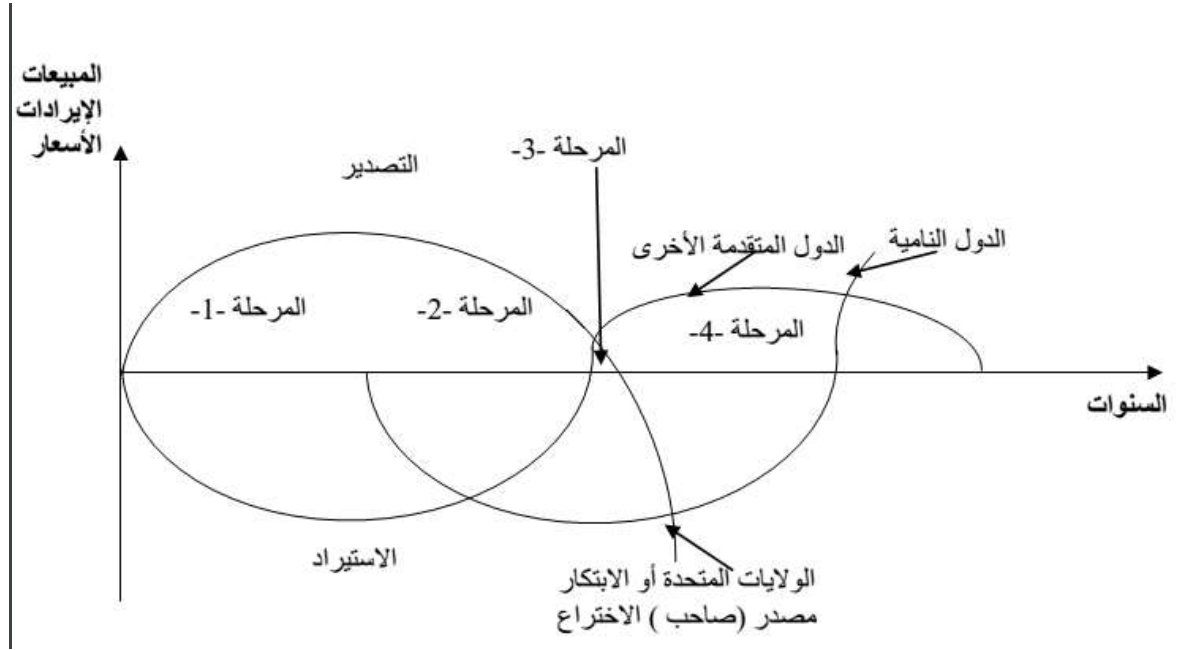 المبيعات
الإيرادات
الأسعار
التصدير
المرحلة -3-
الدول المتقدمة الأخرى
الدول النامية
المرحلة -1-
المرحلة -2-
المرحلة -4-
السنوات
الاستيراد
الولايات المتحدة أو الابتكار
مصدر (صاحب ) الاختراع